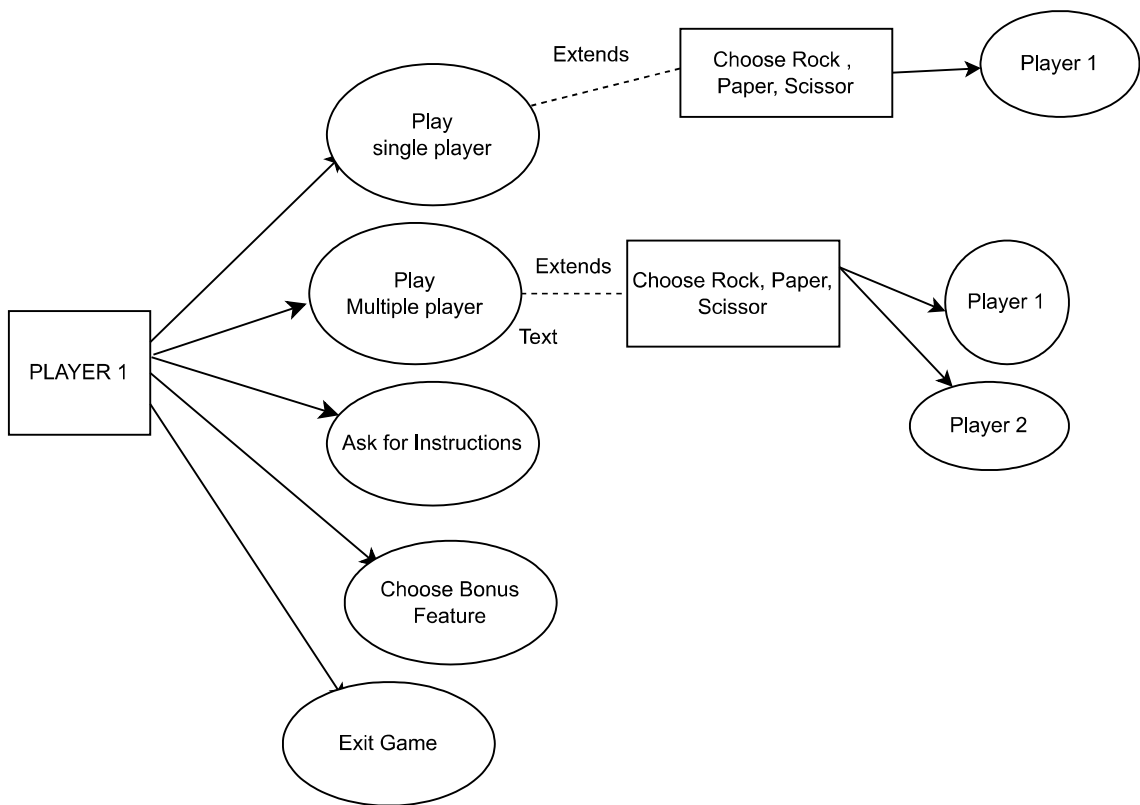 Extends
Choose Rock ,
Paper, Scissor
Player 1
Play
single player
Play
Multiple player
Extends
Text
Choose Rock, Paper,
Scissor
Player 1
Player 2
PLAYER 1
Ask for Instructions
Choose Bonus
Feature
Exit Game